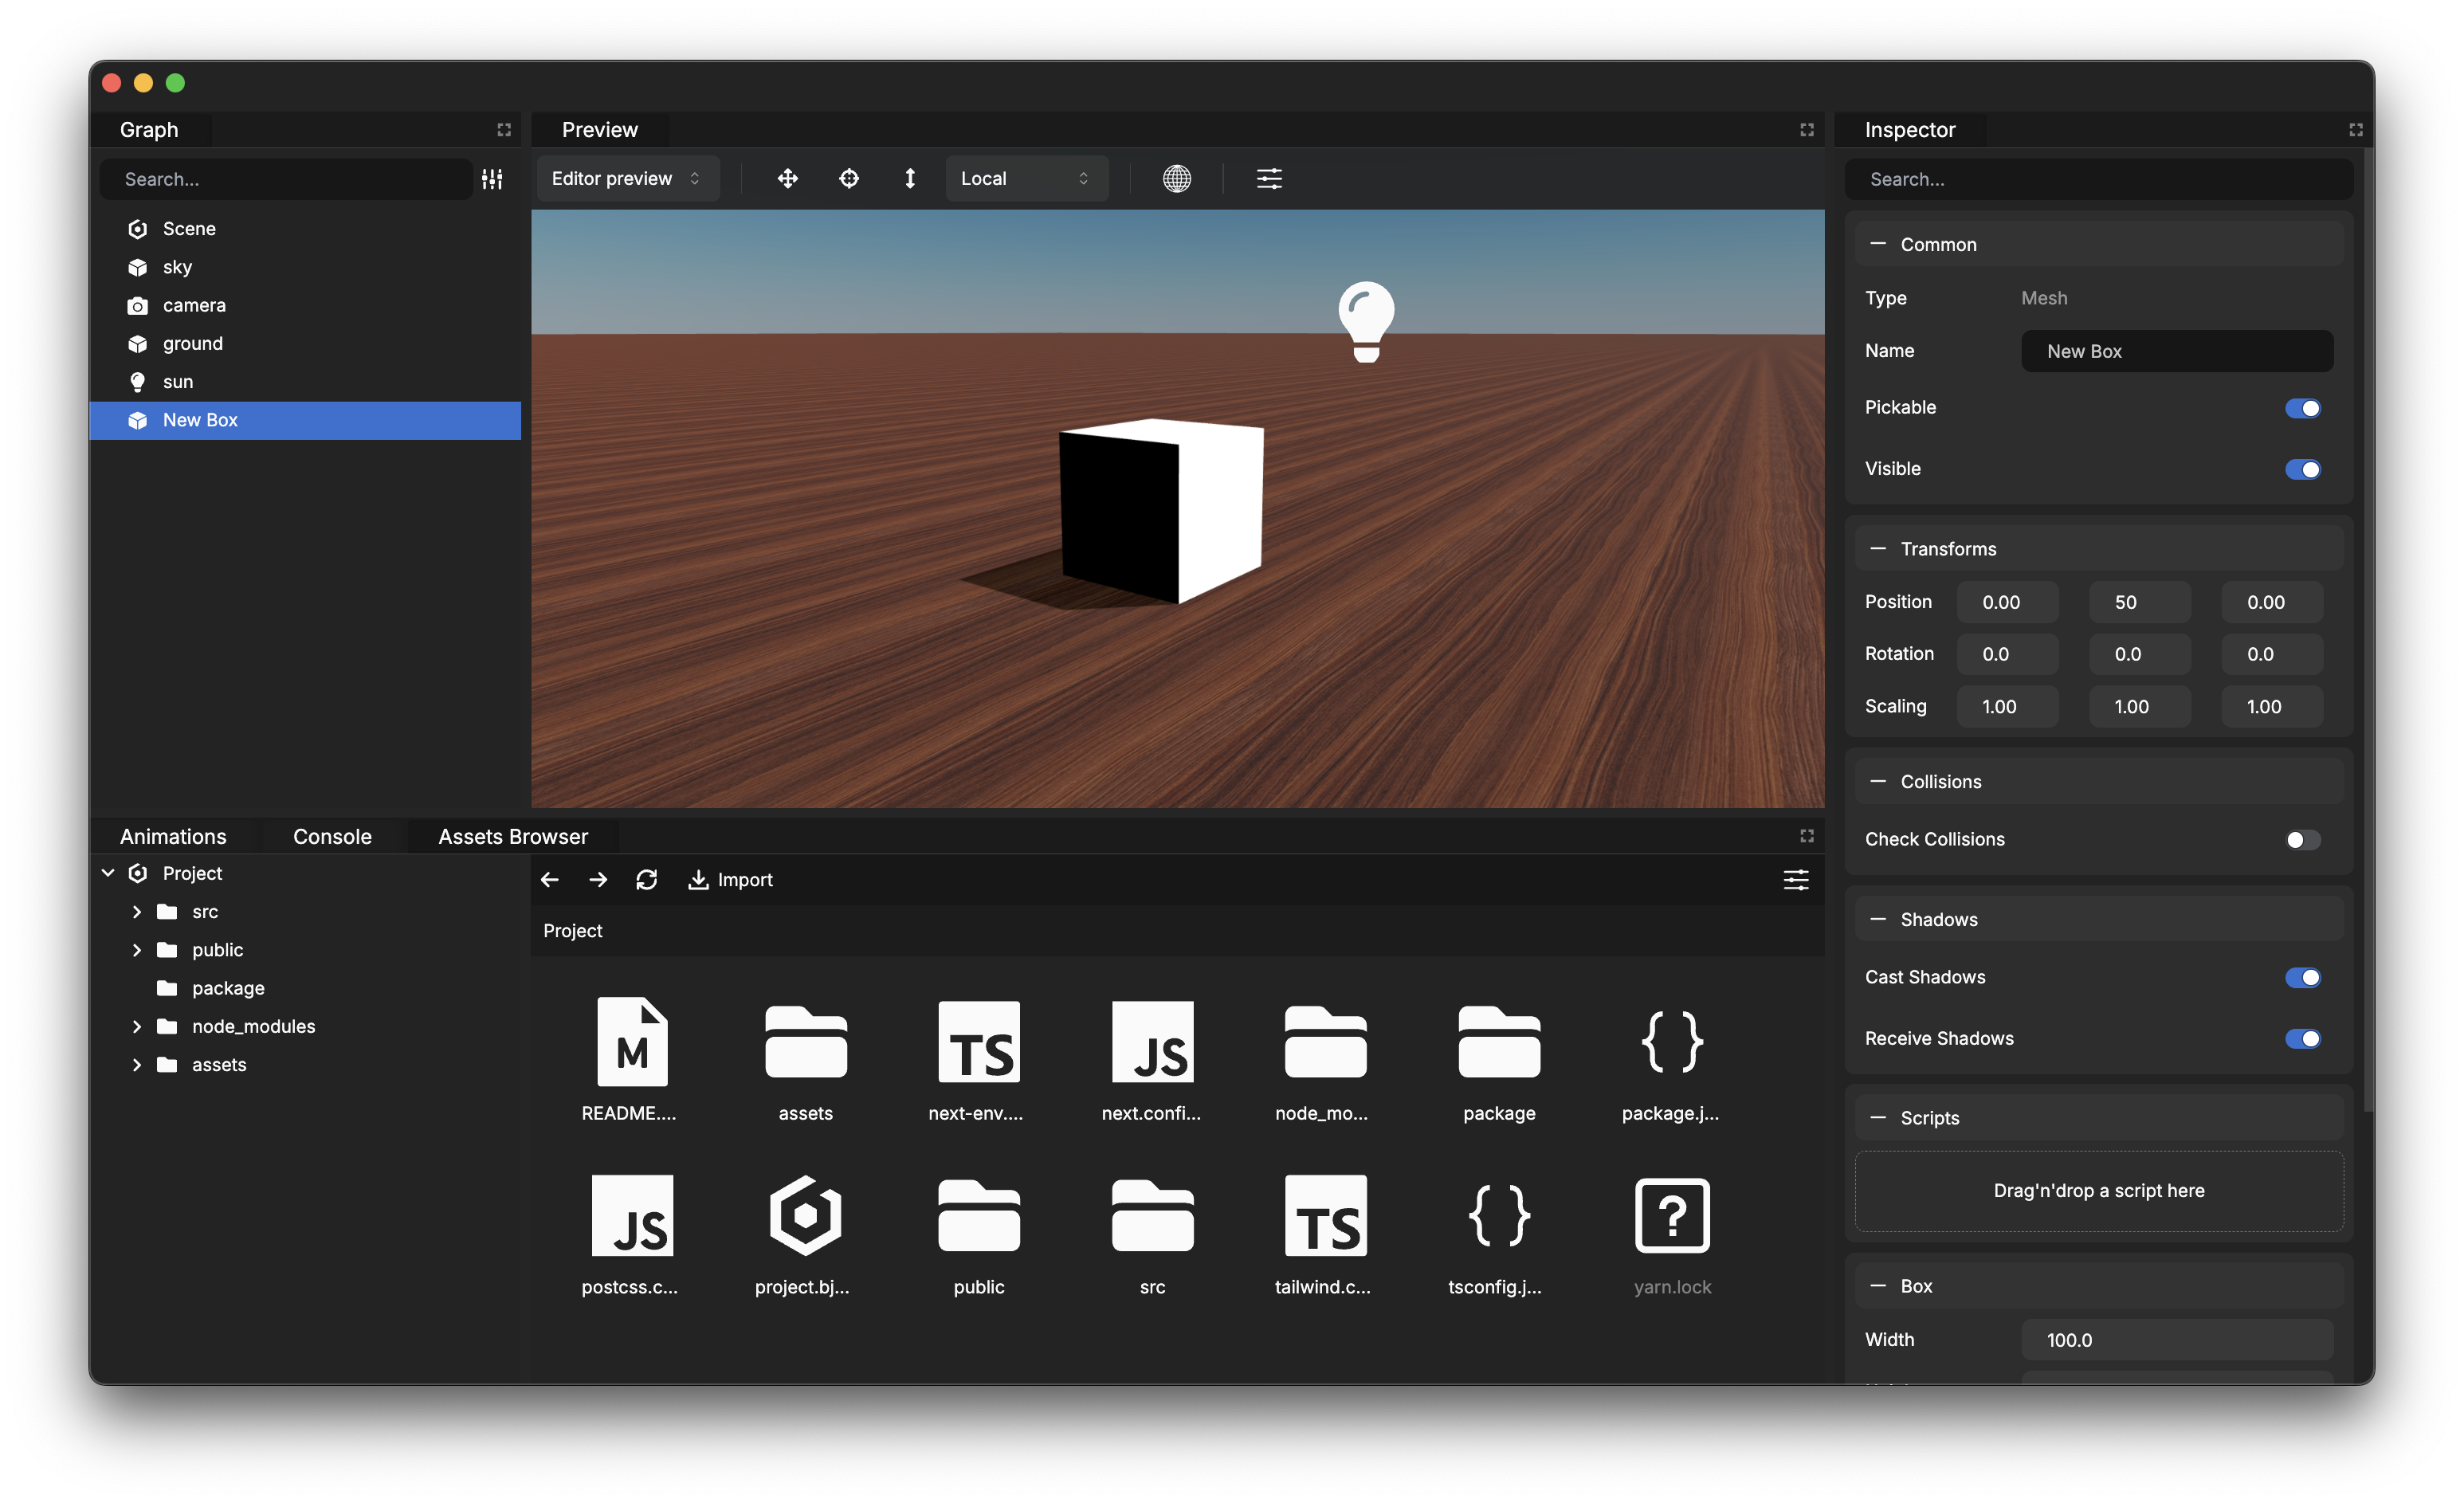 Graph
Search...
Scene
sky
camera
ground
sun
New Box
Preview
Editor preview
Local
Inspector
Search...
Common
Type Mesh
Name New Box
Pickable
Visible
Transforms
Position 0.00 50 0.00
Rotation 0.0 0.0 0.0
Scaling 1.00 1.00 1.00
Collisions
Check Collisions
Shadows
Cast Shadows
Receive Shadows
Scripts
Drag'n'drop a script here
Box
Width 100.0
Animations Console Assets Browser
Project
src
public
package
node_modules
assets
Import
Project
M TS JS
README.... assets next-env.... next.confi... node_mo... package package.j...
JS TS
postcss.c... project.bj... public src tailwind.c... tsconfig.j... yarn.lock